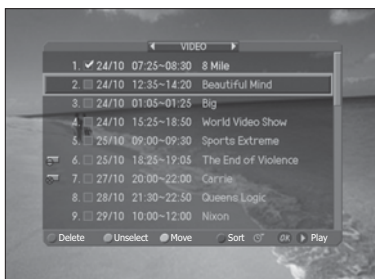 VIDEO
1. 24/10 07:25~08:30 8 Mile
2. 24/10 12:35~14:20 Beautiful Mind
3. 24/10 01:05~01:25 Big
4. 24/10 15:25~18:50 World Video Show
5. 25/10 09:00~09:30 Sports Extreme
6. 25/10 18:25~19:05 The End of Violence
7. 27/10 20:00~22:00 Carrie
8. 28/10 21:30~22:50 Queens Logic
9. 29/10 10:00~12:00 Nixon
Delete Unselect Move Sort OK Play